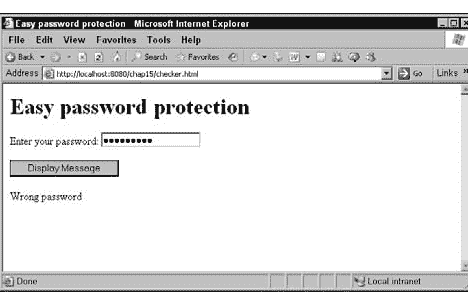 Easy password protection Microsoft Internet Explorer
File Edit View Favorites Tools Help
Back Search Favorites
Address http://localhost:8080/chap15/checker.html Go Links »
Easy password protection
Enter your password: •••••••••
Display Message
Wrong password
Done Local intranet